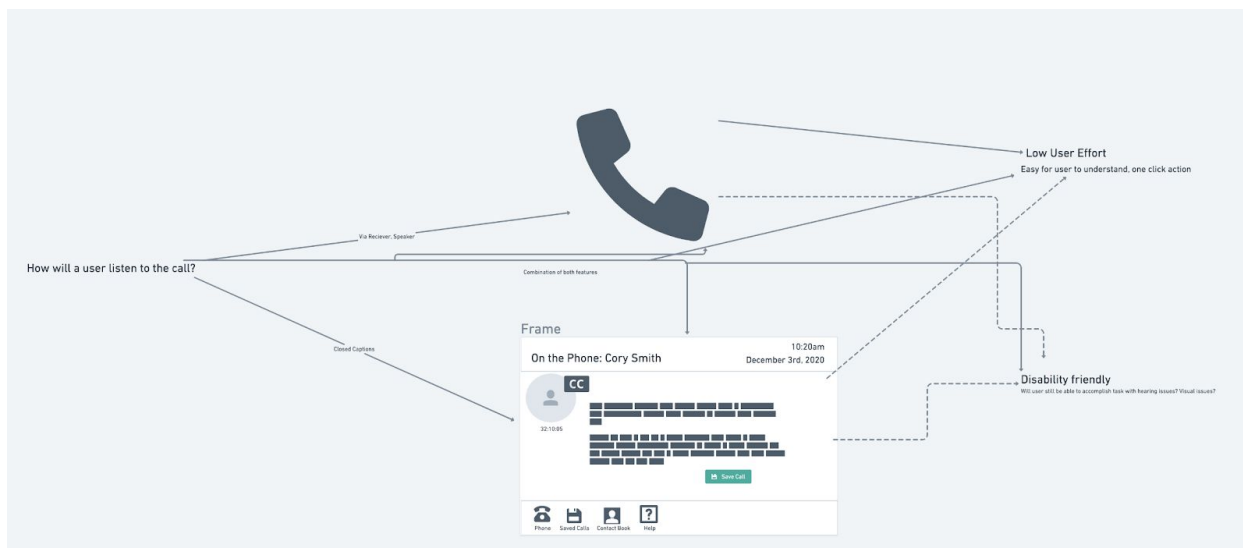 Low User Effort
Easy for user to understand, one click action
Via Reciever, Speaker
How will a user listen to the call?
Combination of both features
Closed Captions
Frame
10:20am
On the Phone: Cory Smith
December 3rd, 2020
CC
32:10:05
Save Call
Phone
Saved Calls
Contact Book
Help
Disability friendly
Will user still be able to accomplish task with hearing issues? Visual issues?